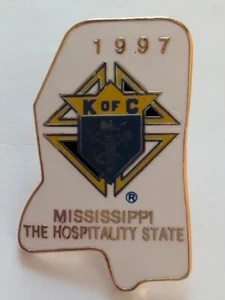 1997
K OF C
®
MISSISSIPPI
THE HOSPITALITY STATE